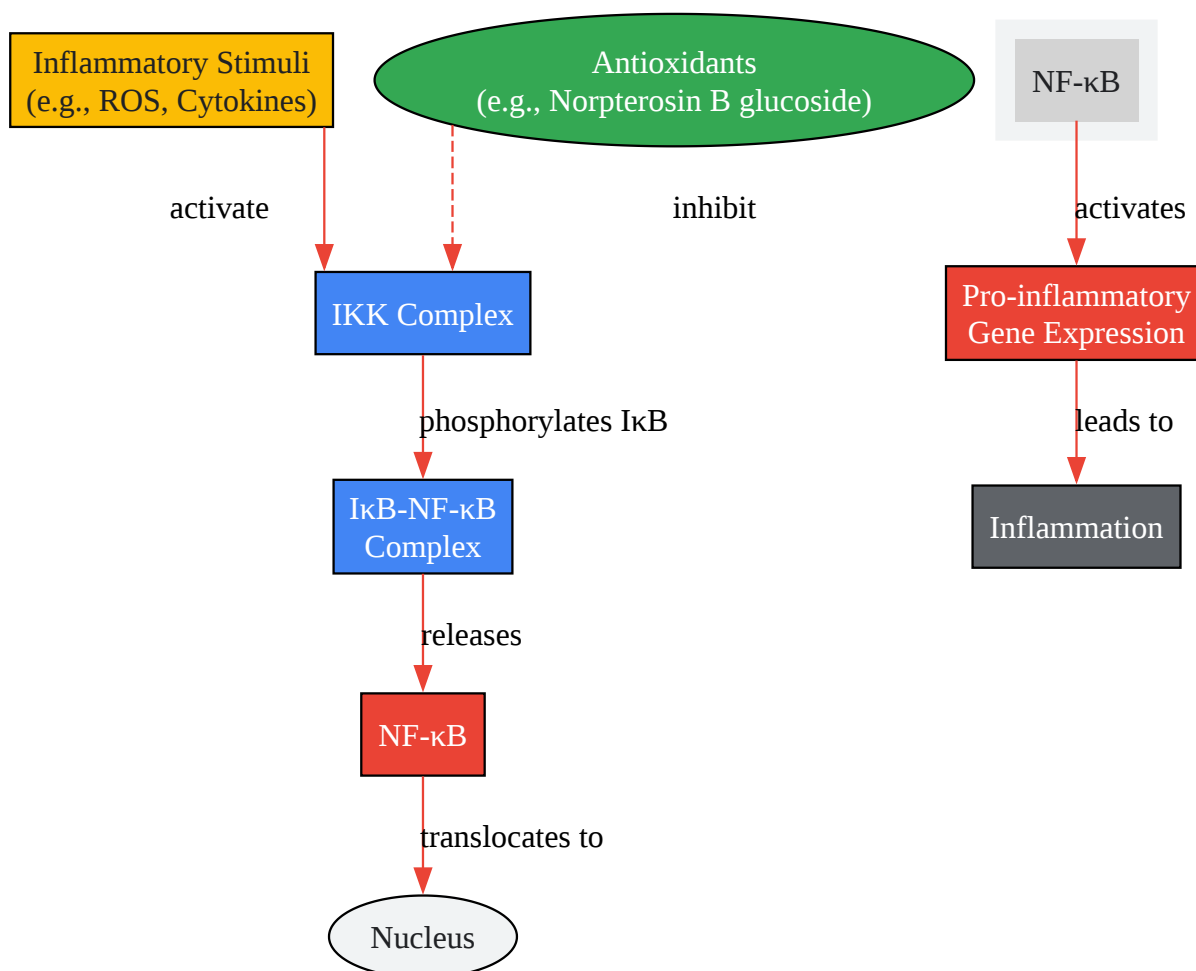 Inflammatory Stimuli
(e.g., ROS, Cytokines)
Antioxidants
(e.g., Norpterosin B glucoside)
NF-κB
activate
inhibit
activates
IKK Complex
Pro-inflammatory
Gene Expression
phosphorylates IκB
leads to
IκB-NF-κB
Complex
Inflammation
releases
NF-κB
translocates to
Nucleus